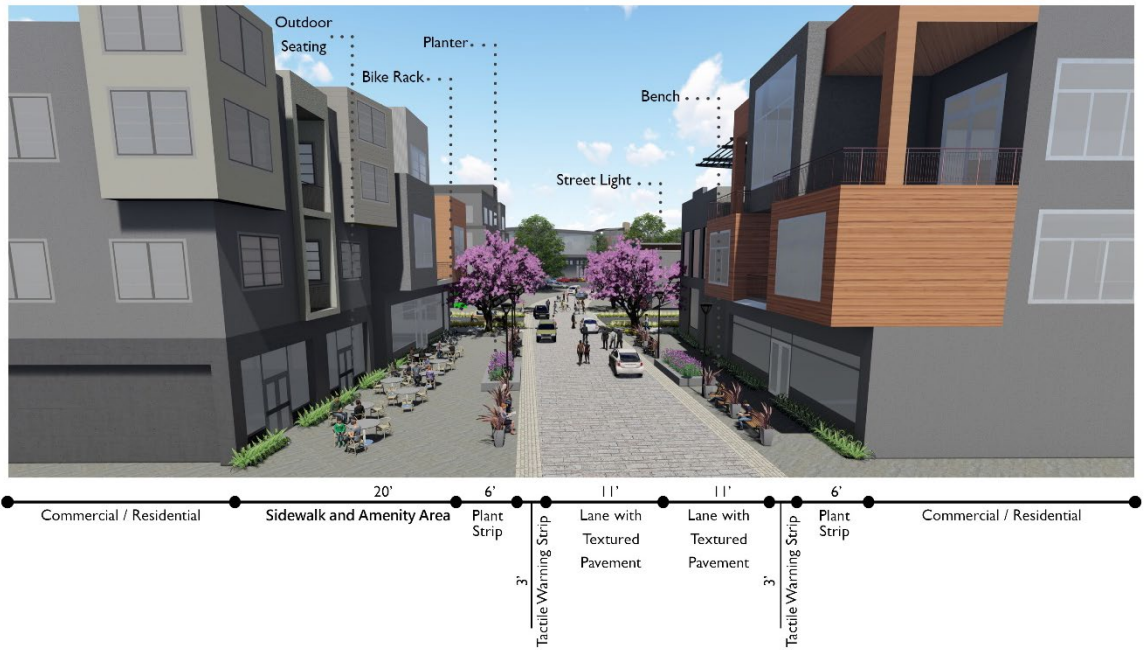 Outdoor
Seating
Planter
Bike Rack
Bench
Street Light
20'
6'
11'
11'
6'
Commercial / Residential
Sidewalk and Amenity Area
Plant
Strip
3'
Tactile Warning Strip
Lane with
Textured
Pavement
Lane with
Textured
Pavement
3'
Tactile Warning Strip
Plant
Strip
Commercial / Residential